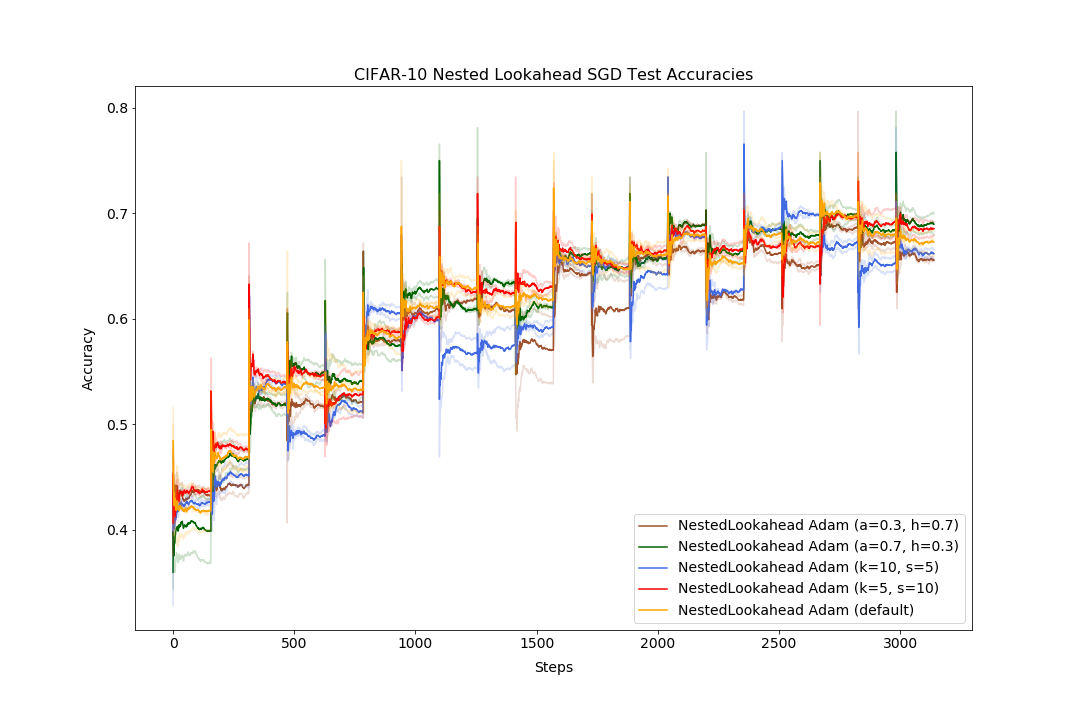 CIFAR-10 Nested Lookahead SGD Test Accuracies
0.8
0.7
0.6
0.5
0.4
Accuracy
0
500
1000
1500
2000
2500
3000
Steps
NestedLookahead Adam (a=0.3, h=0.7)
NestedLookahead Adam (a=0.7, h=0.3)
NestedLookahead Adam (k=10, s=5)
NestedLookahead Adam (k=5, s=10)
NestedLookahead Adam (default)